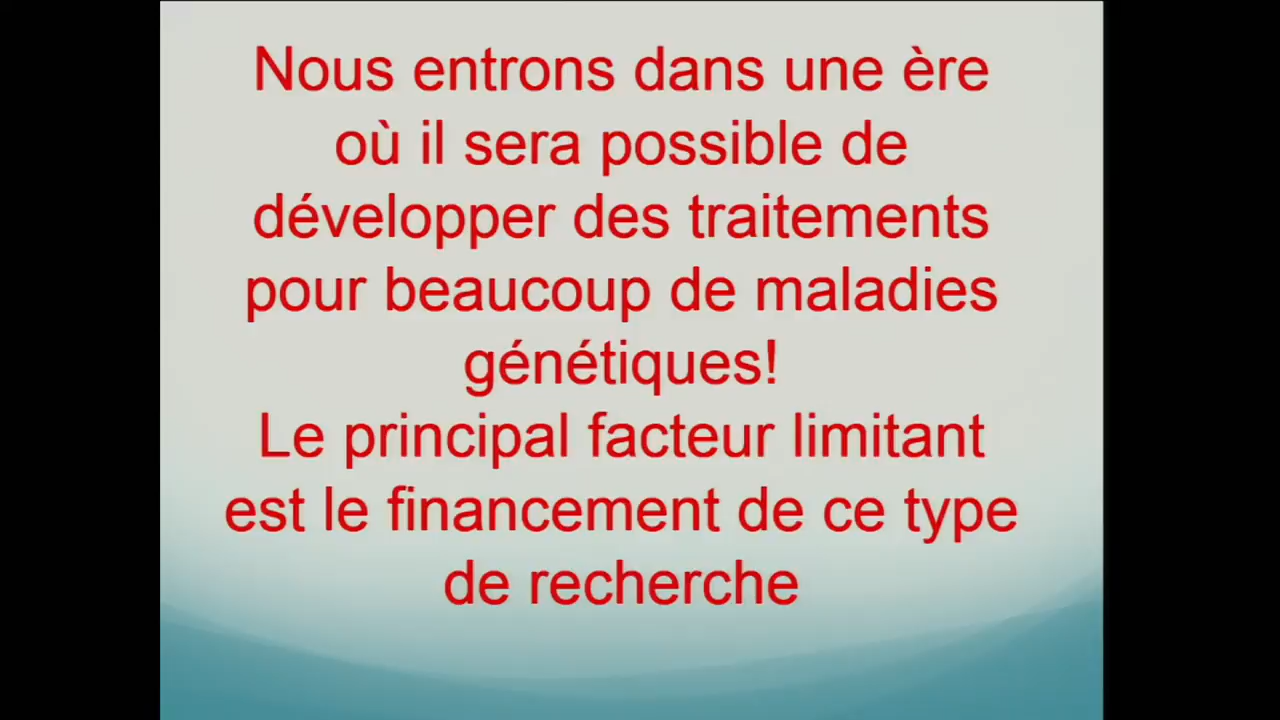 Nous entrons dans une ère
où il sera possible de
développer des traitements
pour beaucoup de maladies
génétiques!
Le principal facteur limitant
est le financement de ce type
de recherche